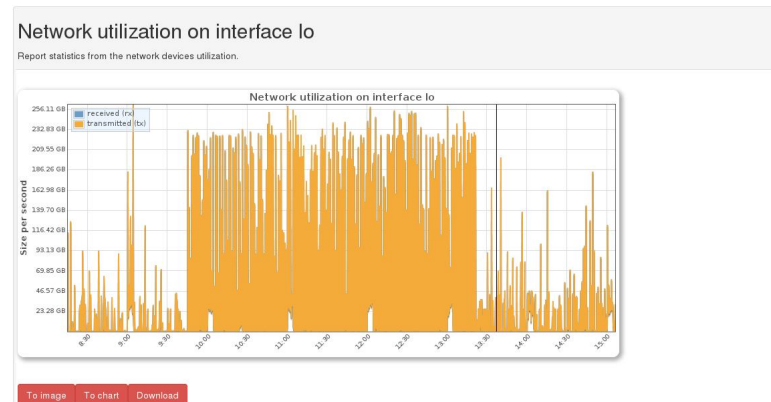 Network utilization on interface lo
Report statistics from the network devices utilization.
Network utilization on interface lo
received (rx)
transmitted (tx)
Size per second
256.11 GB
232.83 GB
209.55 GB
186.26 GB
162.98 GB
139.70 GB
116.42 GB
93.13 GB
69.85 GB
46.57 GB
23.28 GB
8:30 9:00 9:30 10:00 10:30 11:00 11:30 12:00 12:30 13:00 13:30 14:00 14:30 15:00
To image To chart Download